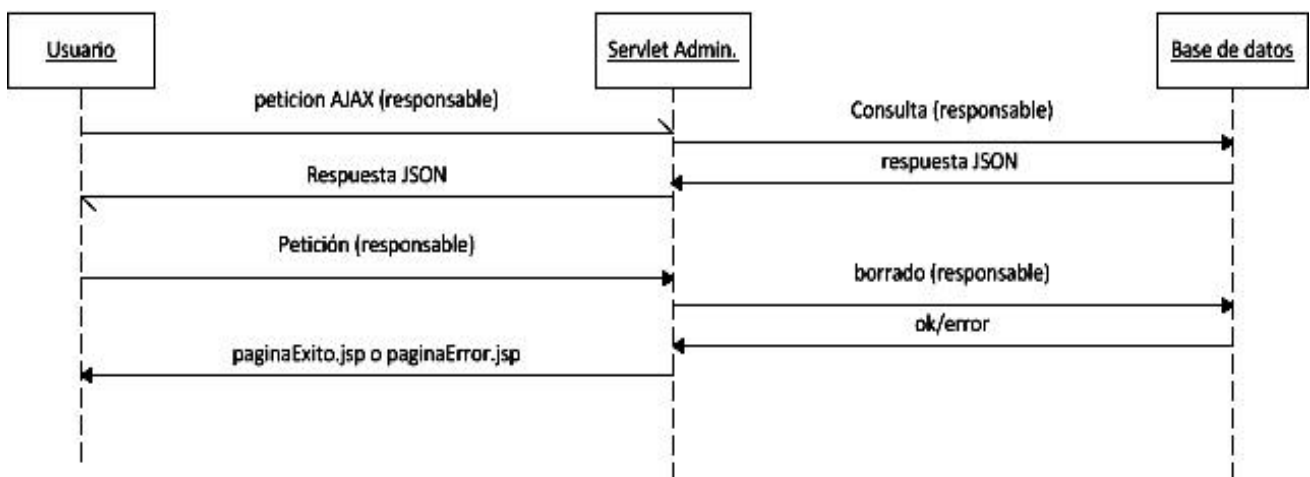 Usuario
Servlet Admin.
Base de datos
peticion AJAX (responsable)
Consulta (responsable)
respuesta JSON
Respuesta JSON
Petición (responsable)
borrado (responsable)
ok/error
paginaExito.jsp o paginaError.jsp